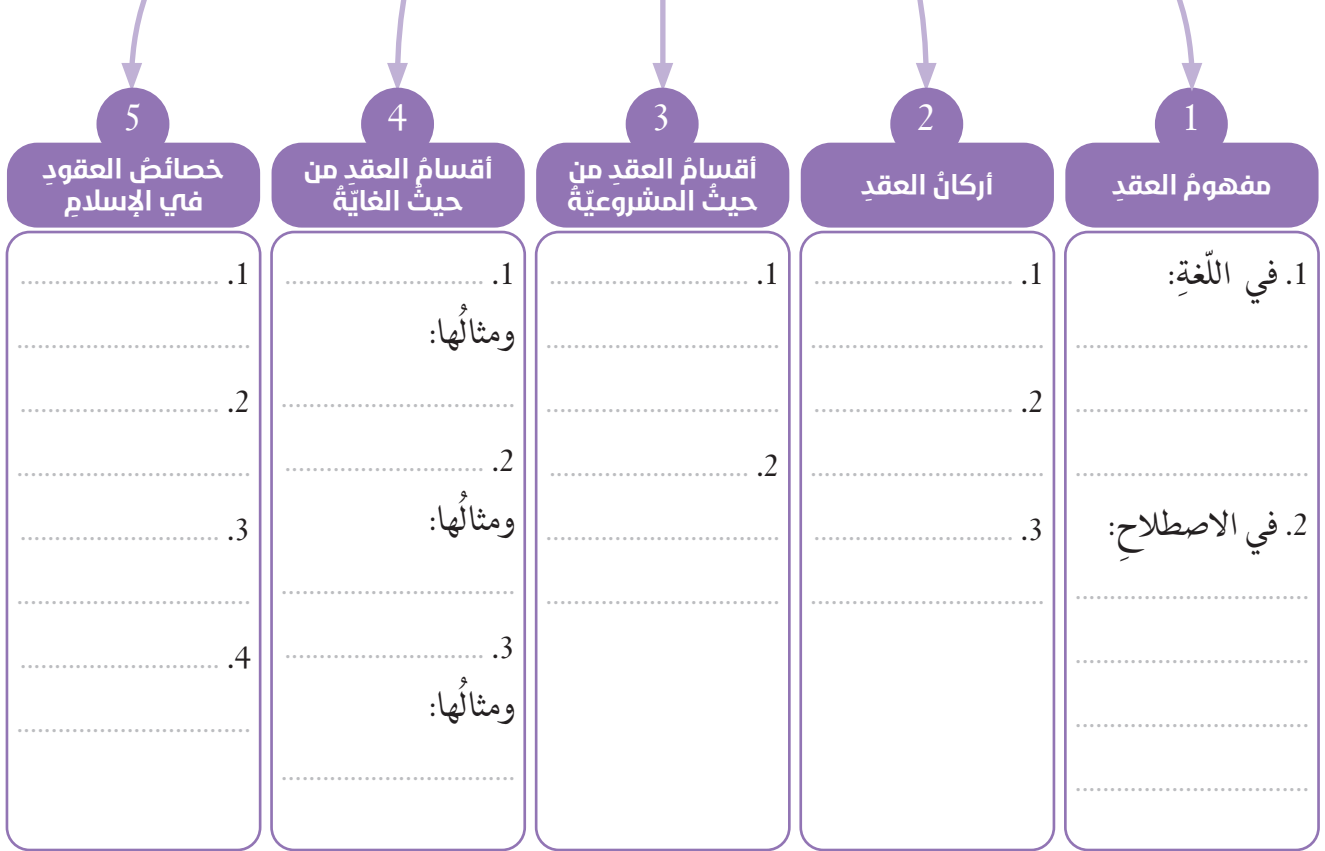 1
مفهومُ العقدِ
1. في اللّغةِ:
2. في الاصطلاحِ:
2
أركانُ العقدِ
1.
2.
3.
3
أقسامُ العقدِ من
حيثُ المشروعيّةُ
1.
2.
4
أقسامُ العقدِ من
حيثُ الغايّةُ
1.
ومثالُها:
2.
ومثالُها:
3.
ومثالُها:
5
خصائصُ العقودِ
في الإسلامِ
1.
2.
3.
4.